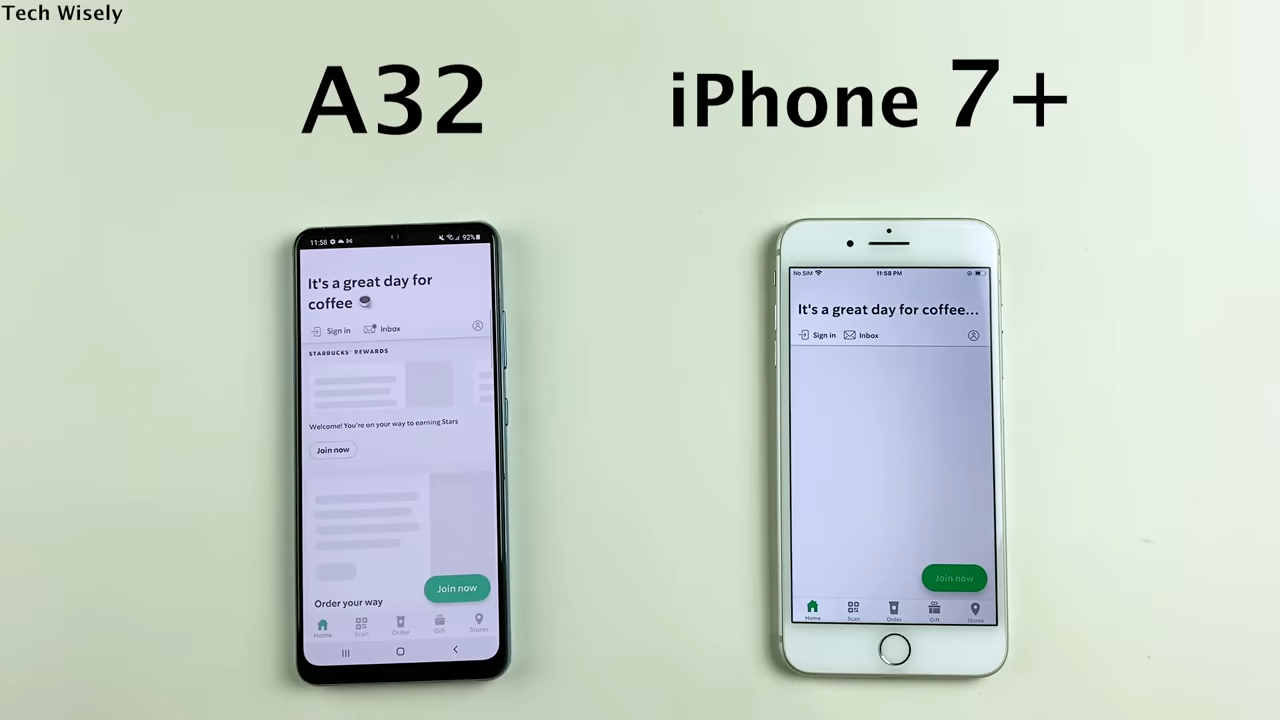 Tech Wisely
A32
iPhone 7+
11:58
92%
It's a great day for
coffee
Sign in
Inbox
STARBUCKS® REWARDS
Welcome! You're on your way to earning Stars
Join now
Join now
Order your way
Home
Scan
Order
Gift
Stores
No SIM
11:58 PM
It's a great day for coffee...
Sign in
Inbox
Join now
Home
Scan
Order
Gift
Stores